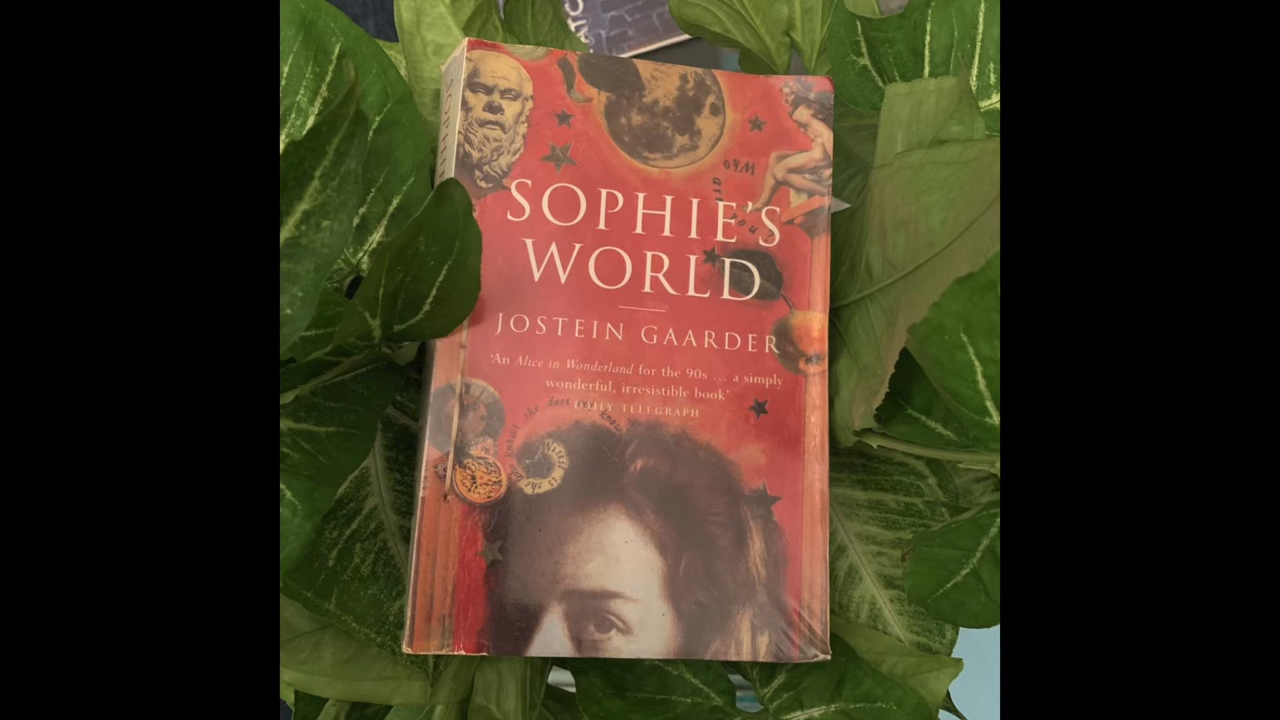 SOPHIE'S
WORLD
JOSTEIN GAARDER
'An Alice in Wonderland for the 90s ... a simply
wonderful, irresistible book'
DAILY TELEGRAPH
Who
are
you?